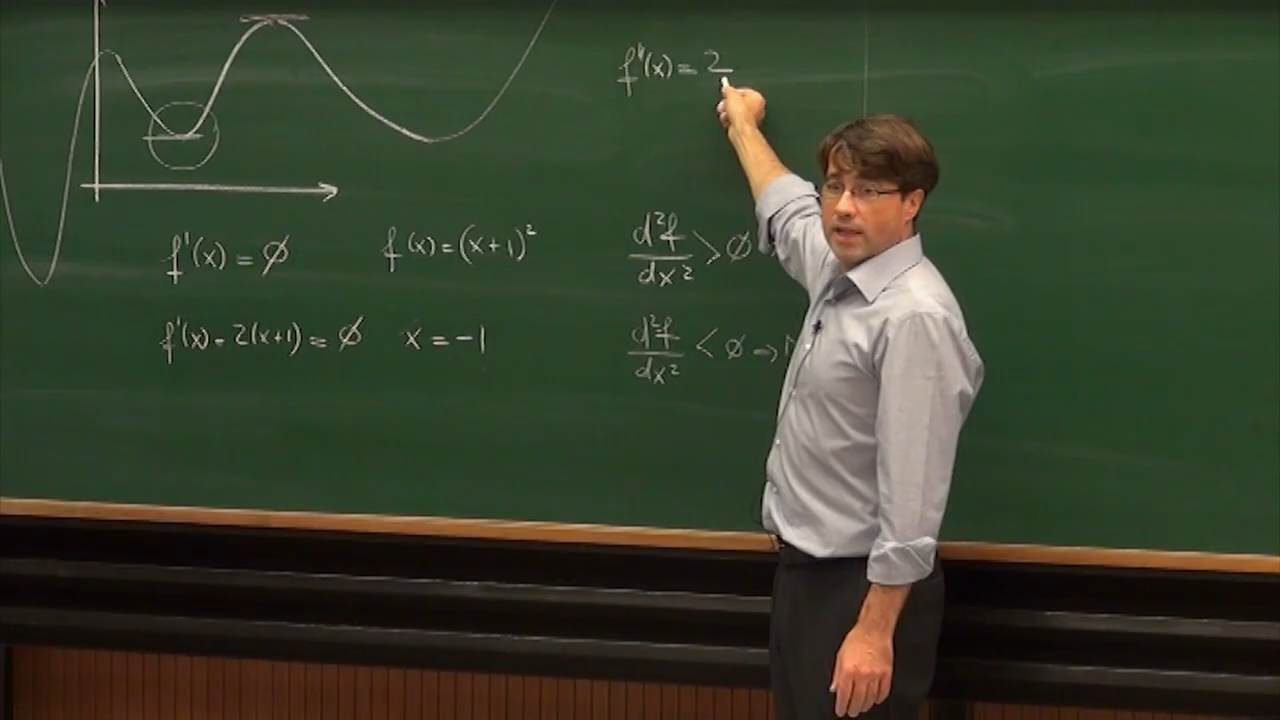 f''(x) = 2
f'(x) = ∅
f(x) = (x+1)²
d²f/dx² > ∅
f'(x) = 2(x+1) = ∅ x = -1
d²f/dx² < ∅ ⇒